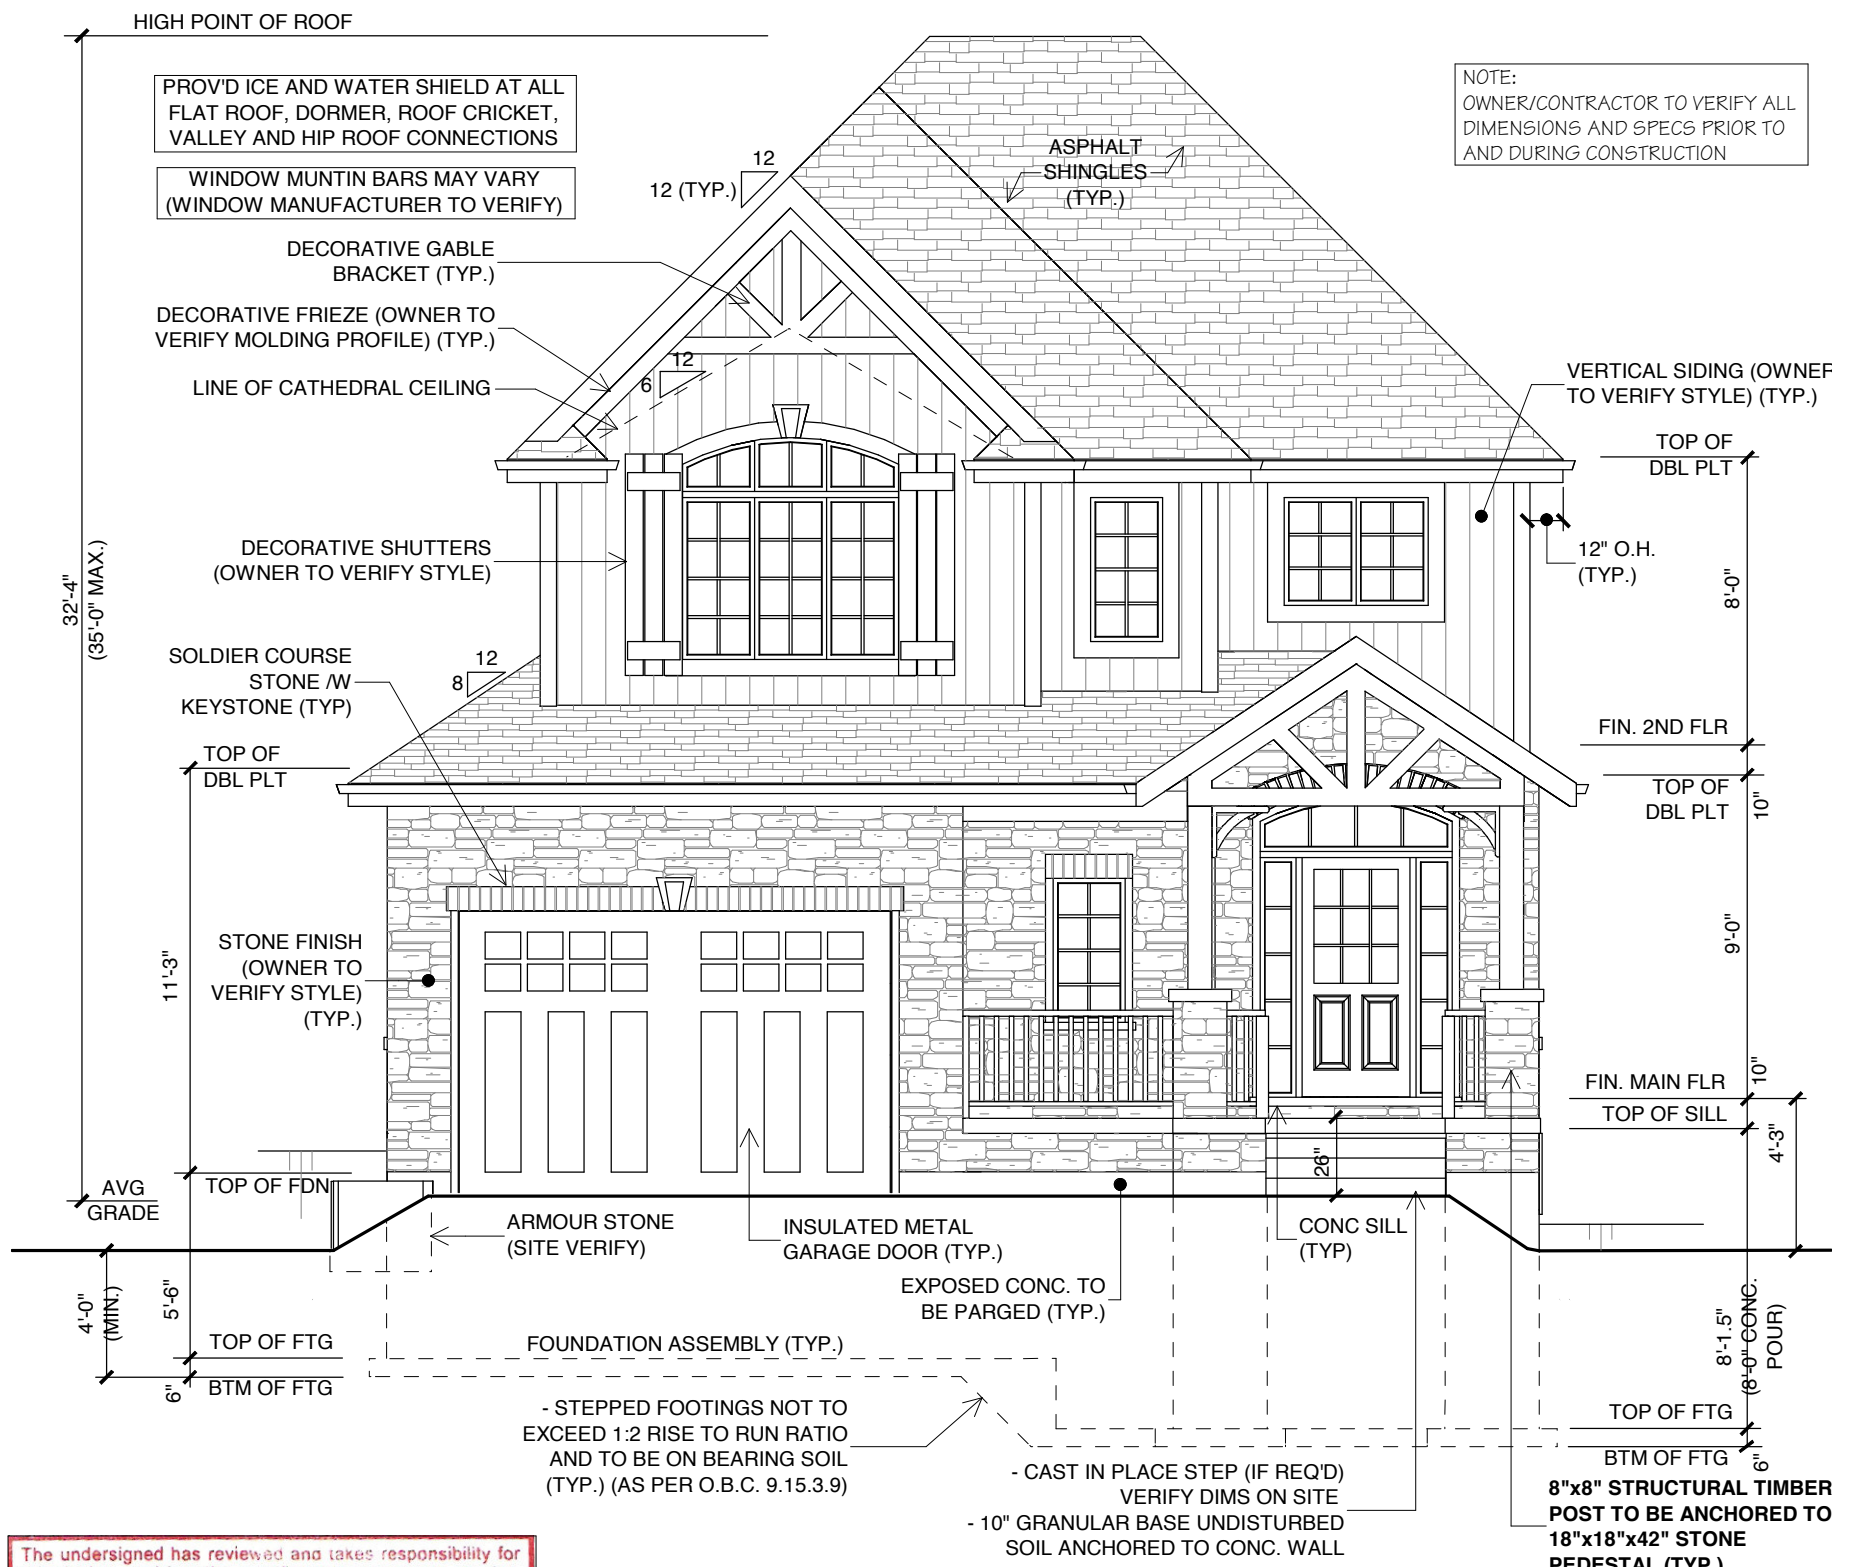 HIGH POINT OF ROOF
PROV'D ICE AND WATER SHIELD AT ALL
FLAT ROOF, DORMER, ROOF CRICKET,
VALLEY AND HIP ROOF CONNECTIONS
WINDOW MUNTIN BARS MAY VARY
(WINDOW MANUFACTURER TO VERIFY)
NOTE:
OWNER/CONTRACTOR TO VERIFY ALL
DIMENSIONS AND SPECS PRIOR TO
AND DURING CONSTRUCTION
ASPHALT
SHINGLES
(TYP.)
12
12 (TYP.)
DECORATIVE GABLE
BRACKET (TYP.)
DECORATIVE FRIEZE (OWNER TO
VERIFY MOLDING PROFILE) (TYP.)
LINE OF CATHEDRAL CEILING
12
6
VERTICAL SIDING (OWNER
TO VERIFY STYLE) (TYP.)
TOP OF
DBL PLT
12" O.H.
(TYP.)
8'-0"
32'-4"
(35'-0" MAX.)
DECORATIVE SHUTTERS
(OWNER TO VERIFY STYLE)
SOLDIER COURSE
STONE /W
KEYSTONE (TYP)
12
8
TOP OF
DBL PLT
FIN. 2ND FLR
TOP OF
DBL PLT
10"
9'-0"
STONE FINISH
(OWNER TO
VERIFY STYLE)
(TYP.)
11'-3"
FIN. MAIN FLR
10"
TOP OF SILL
4'-3"
26"
TOP OF FDN
AVG
GRADE
ARMOUR STONE
(SITE VERIFY)
INSULATED METAL
GARAGE DOOR (TYP.)
CONC SILL
(TYP)
EXPOSED CONC. TO
BE PARGED (TYP.)
4'-0"
(MIN.)
5'-6"
TOP OF FTG
6"
BTM OF FTG
FOUNDATION ASSEMBLY (TYP.)
8'-1.5"
(8'-0" CONC.
POUR)
- STEPPED FOOTINGS NOT TO
EXCEED 1:2 RISE TO RUN RATIO
AND TO BE ON BEARING SOIL
(TYP.) (AS PER O.B.C. 9.15.3.9)
TOP OF FTG
BTM OF FTG
6"
- CAST IN PLACE STEP (IF REQ'D)
VERIFY DIMS ON SITE
- 10" GRANULAR BASE UNDISTURBED
SOIL ANCHORED TO CONC. WALL
8"x8" STRUCTURAL TIMBER
POST TO BE ANCHORED TO
18"x18"x42" STONE
PEDESTAL (TYP.)
The undersigned has reviewed and takes responsibility for